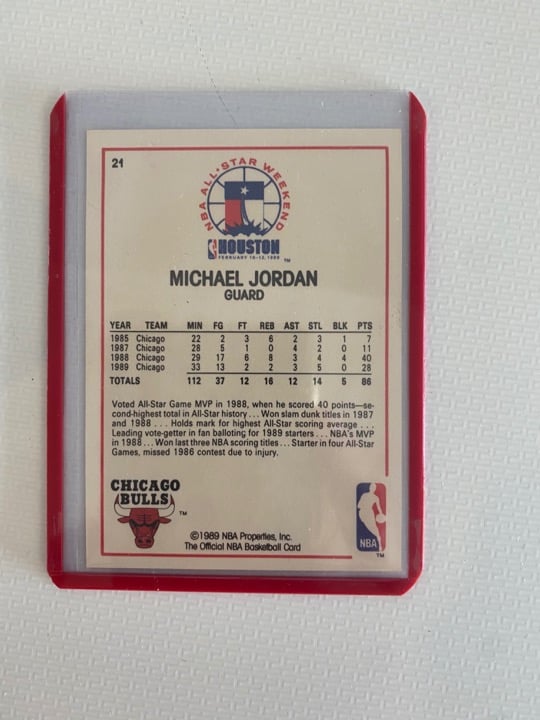 21
NBA ALL-STAR WEEKEND
HOUSTON
FEBRUARY 10-12, 1989
TM
MICHAEL JORDAN
GUARD
YEAR TEAM MIN FG FT REB AST STL BLK PTS
1985 Chicago 22 2 3 6 2 3 1 7
1987 Chicago 28 5 1 0 4 2 0 11
1988 Chicago 29 17 6 8 3 4 4 40
1989 Chicago 33 13 2 2 3 5 0 28
TOTALS 112 37 12 16 12 14 5 86
Voted All-Star Game MVP in 1988, when he scored 40 points—se-
cond-highest total in All-Star history . . . Won slam dunk titles in 1987
and 1988 . . . Holds mark for highest All-Star scoring average . . .
Leading vote-getter in fan balloting for 1989 starters . . . NBA's MVP
in 1988 . . . Won last three NBA scoring titles . . . Starter in four All-Star
Games, missed 1986 contest due to injury.
CHICAGO
BULLS
TM
©1989 NBA Properties, Inc.
The Official NBA Basketball Card
NBA
TM